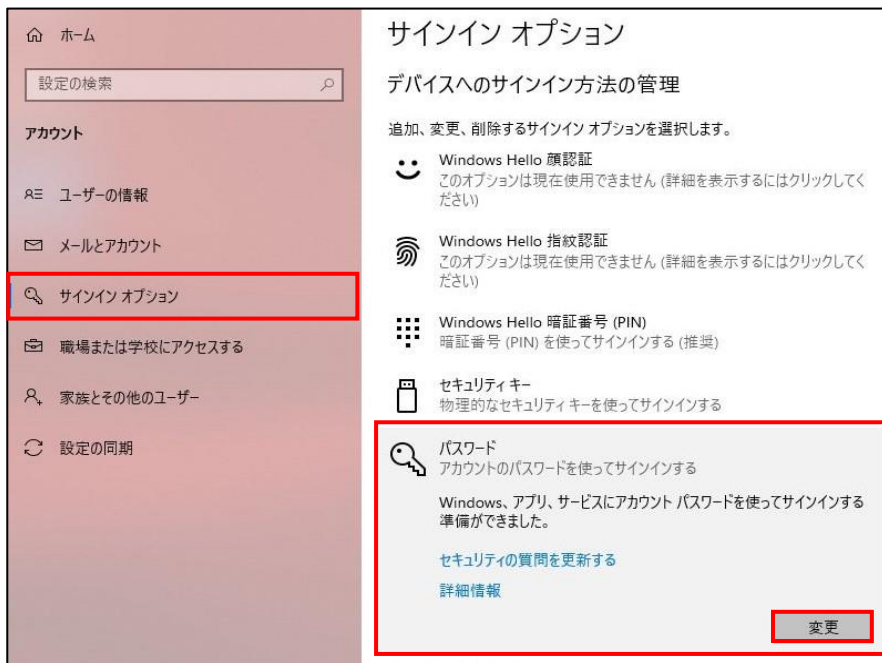 ホーム
設定の検索
アカウント
ユーザーの情報
メールとアカウント
サインイン オプション
職場または学校にアクセスする
家族とその他のユーザー
設定の同期
サインイン オプション
デバイスへのサインイン方法の管理
追加、変更、削除するサインイン オプションを選択します。
Windows Hello 顔認証
このオプションは現在使用できません (詳細を表示するにはクリックしてく
ださい)
Windows Hello 指紋認証
このオプションは現在使用できません (詳細を表示するにはクリックしてく
ださい)
Windows Hello 暗証番号 (PIN)
暗証番号 (PIN) を使ってサインインする (推奨)
セキュリティ キー
物理的なセキュリティ キーを使ってサインインする
パスワード
アカウントのパスワードを使ってサインインする
Windows、アプリ、サービスにアカウント パスワードを使ってサインインする
準備ができました。
セキュリティの質問を更新する
詳細情報
変更